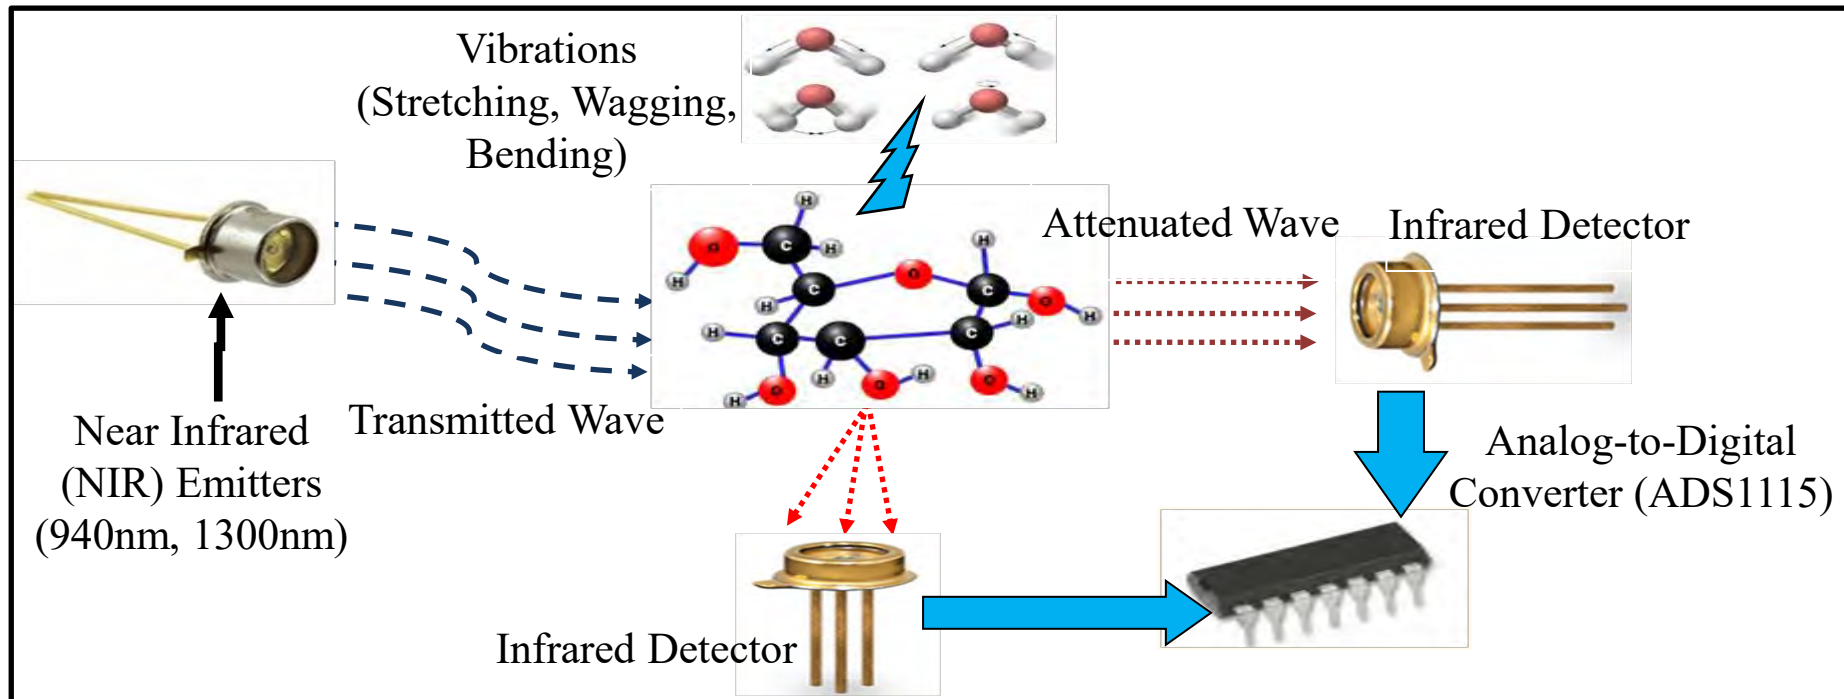 Vibrations
(Stretching, Wagging,
Bending)
Attenuated Wave
Infrared Detector
Near Infrared
(NIR) Emitters
(940nm, 1300nm)
Transmitted Wave
H
O
C
H
H
H
C
H
O
C
H
O
H
H
C
C
C
H
H
O
H
O
H
O
H
Analog-to-Digital
Converter (ADS1115)
Infrared Detector